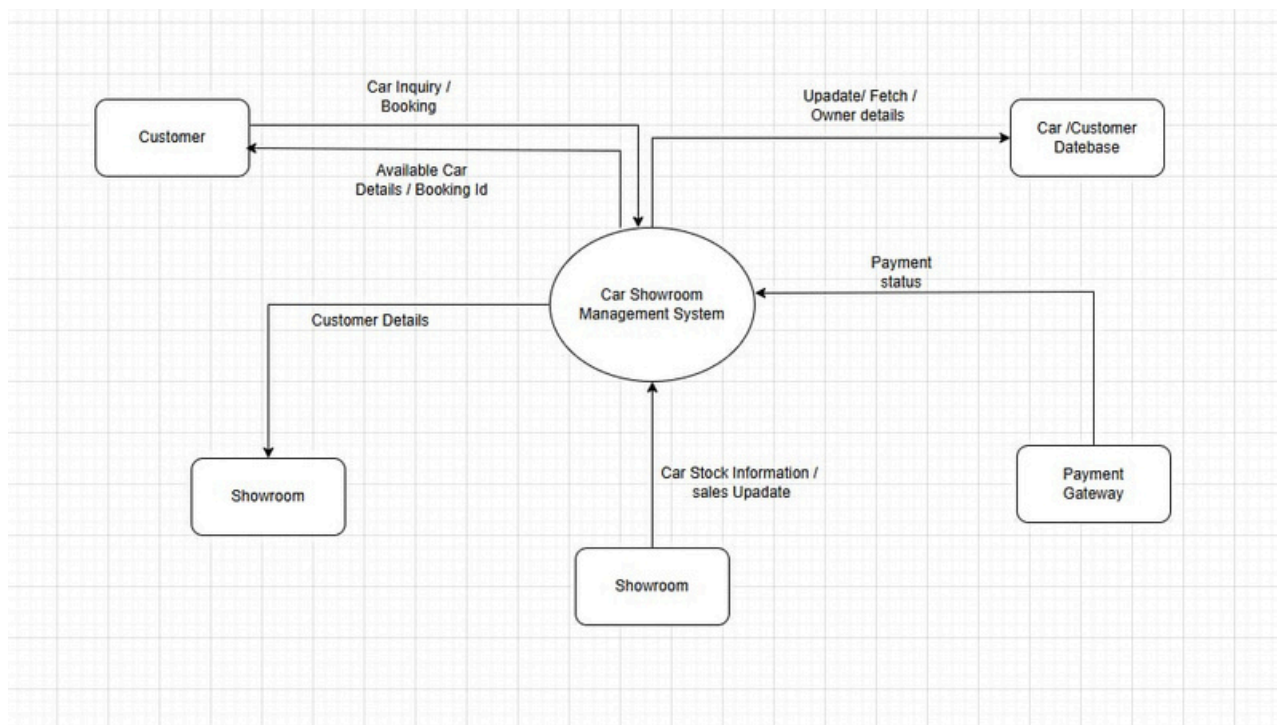 Car Inquiry /
Booking
Customer
Available Car
Details / Booking Id
Upadate/ Fetch /
Owner details
Car /Customer
Datebase
Car Showroom
Management System
Payment
status
Customer Details
Showroom
Car Stock Information /
sales Upadate
Payment
Gateway
Showroom